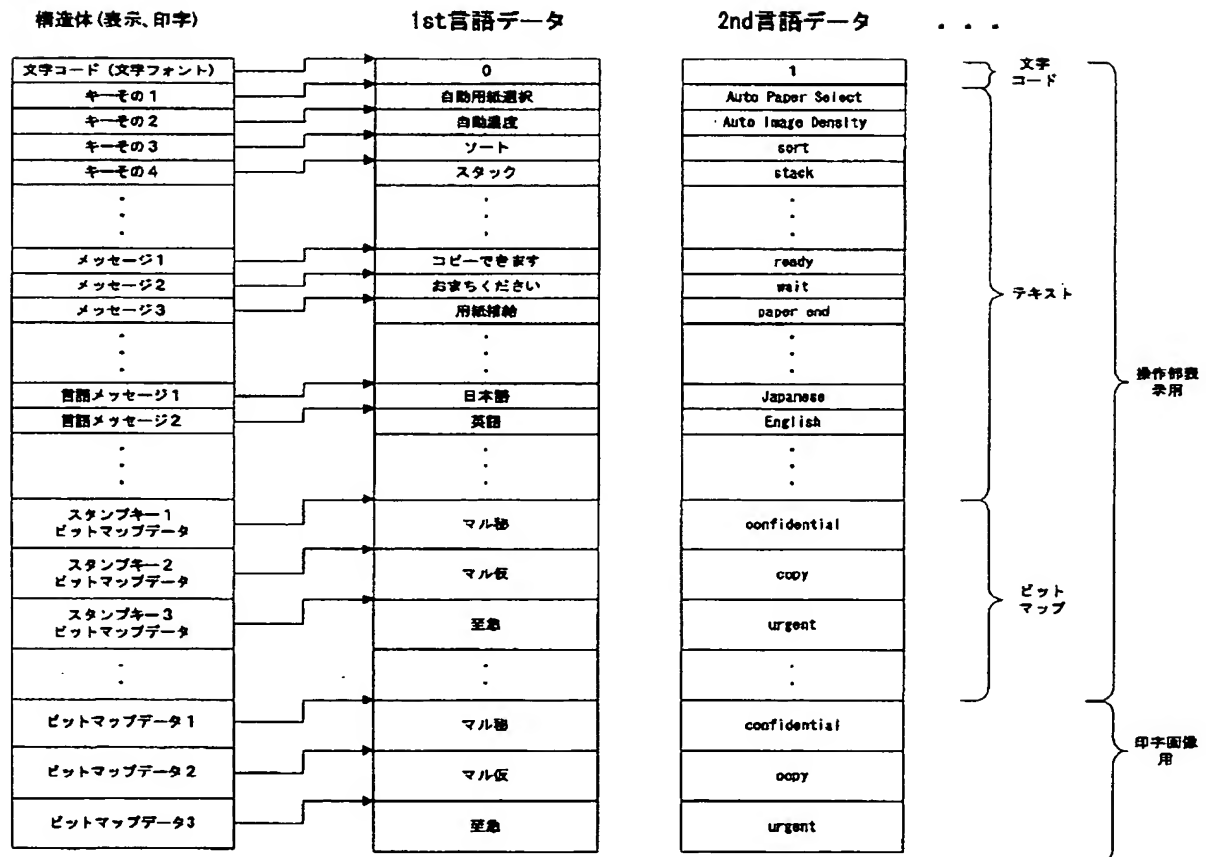 構造体(表示、印字)
1st言語データ
2nd言語データ
. . .
文字コード (文字フォント)
0
1
文字
コード
キーその1
自動用紙選択
Auto Paper Select
キーその2
自動濃度
Auto Image Density
キーその3
ソート
sort
キーその4
スタック
stack
メッセージ1
コピーできます
ready
メッセージ2
おまちください
wait
メッセージ3
用紙補給
paper end
テキスト
言語メッセージ1
日本語
Japanese
言語メッセージ2
英語
English
操作部表
示用
スタンプキー1
ビットマップデータ
マル秘
confidential
スタンプキー2
ビットマップデータ
マル仮
copy
スタンプキー3
ビットマップデータ
至急
urgent
ビット
マップ
ビットマップデータ1
マル秘
confidential
ビットマップデータ2
マル仮
copy
ビットマップデータ3
至急
urgent
印字画像
用